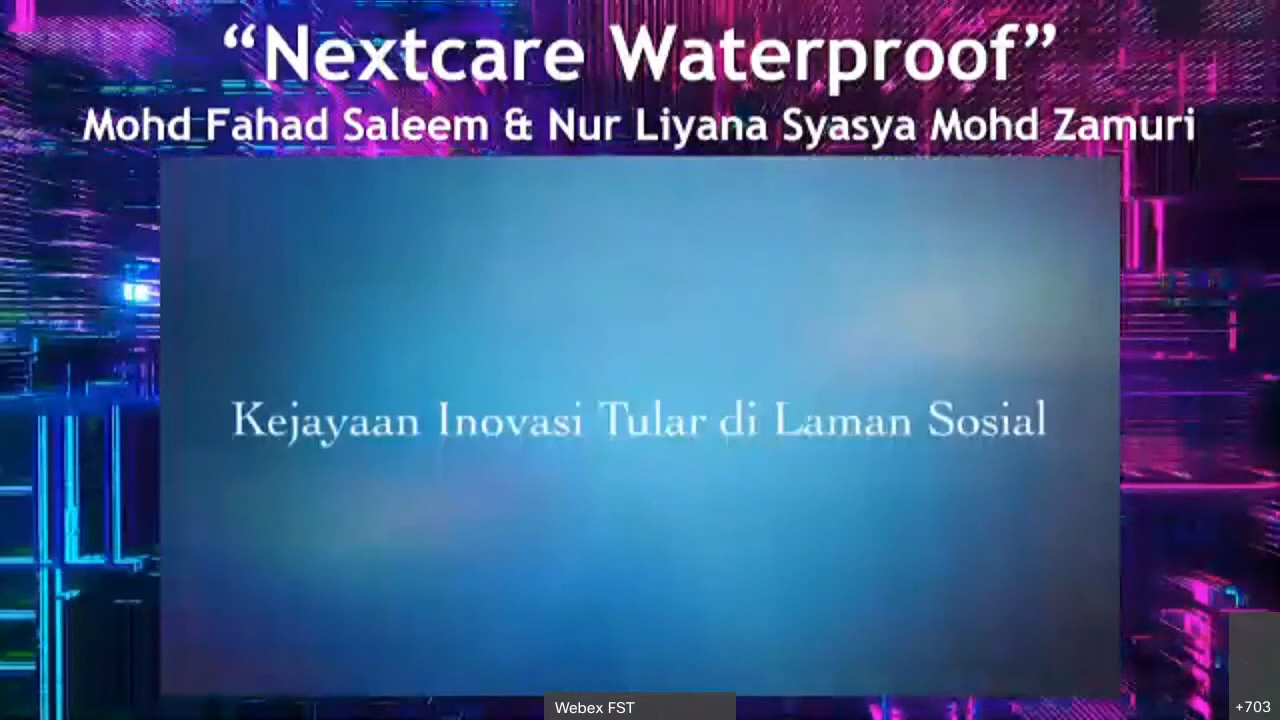 “Nextcare Waterproof”
Mohd Fahad Saleem & Nur Liyana Syasya Mohd Zamuri
Kejayaan Inovasi Tular di Laman Sosial
Webex FST
+703